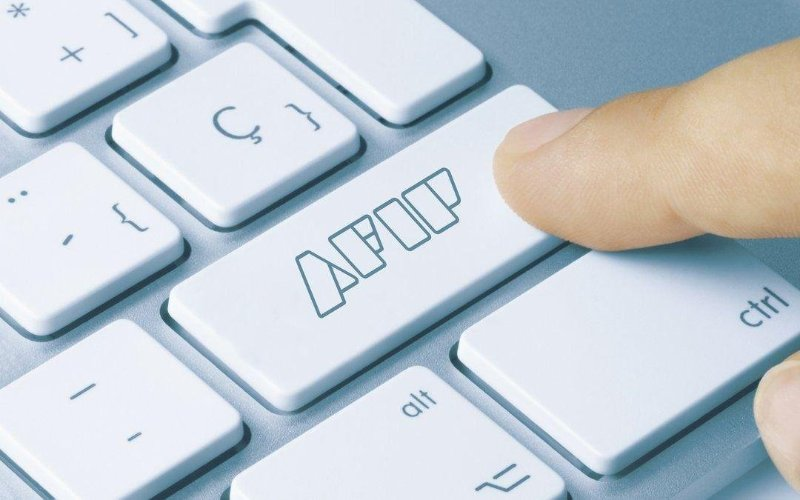 * ]
+
Ç }
¨ {
AFIP
ctrl
alt